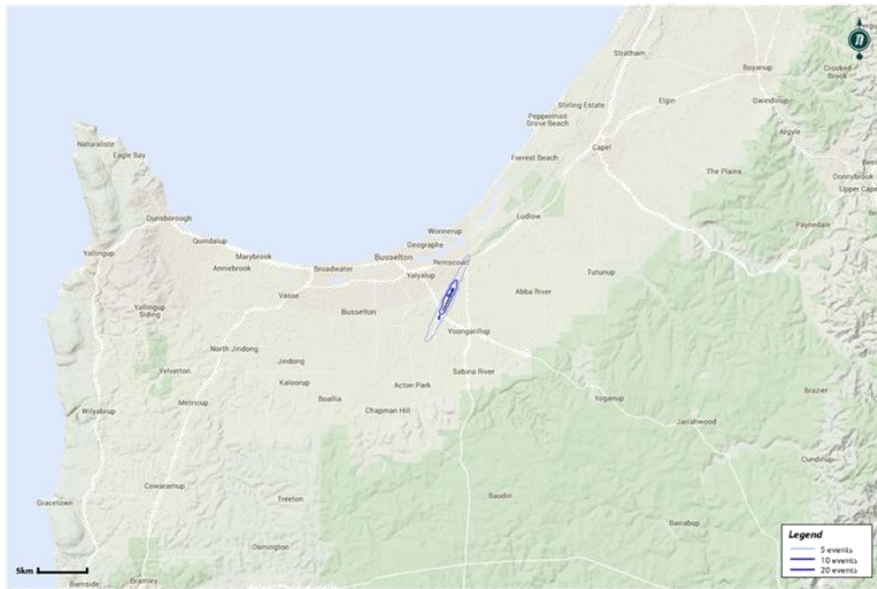 N
Stratham
Boyanup
Crooked
Brook
Elgin
Stirling Estate
Gwindinup
Peppermint
Grove Beach
Argyle
Naturaliste
Capel
Eagle Bay
Forrest Beach
The Plains
Donnybrook
Upper Cape
Dunsborough
Ludlow
Paynedale
Wonnerup
Quindalup
Geographe
Yallingup
Marybrook
Busselton
Reinscourt
Anniebrook
Broadwater
Yalyalup
Tutunup
Vasse
Abba River
Yallingup
Siding
Busselton
Yoongarillup
North Jindong
Jindong
Yelverton
Sabina River
Kaloorup
Acton Park
Brazier
Boallia
Yoganup
Metricup
Wilyabrup
Chapman Hill
Jarrahwood
Cundinup
Cowaramup
Treeton
Baudin
Gracetown
Barrabup
Osmington
Legend
5 events
10 events
20 events
5km
Burnside
Bramley